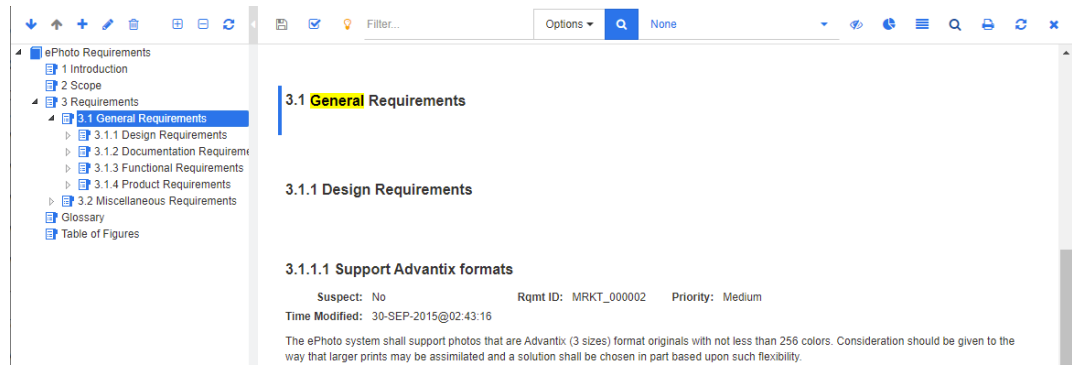 Filter...
Options
None
ePhoto Requirements
1 Introduction
2 Scope
3 Requirements
3.1 General Requirements
3.1.1 Design Requirements
3.1.2 Documentation Requireme
3.1.3 Functional Requirements
3.1.4 Product Requirements
3.2 Miscellaneous Requirements
Glossary
Table of Figures
3.1 General Requirements
3.1.1 Design Requirements
3.1.1.1 Support Advantix formats
Suspect: No Rqmt ID: MRKT_000002 Priority: Medium
Time Modified: 30-SEP-2015@02:43:16
The ePhoto system shall support photos that are Advantix (3 sizes) format originals with not less than 256 colors. Consideration should be given to the
way that larger prints may be assimilated and a solution shall be chosen in part based upon such flexibility.